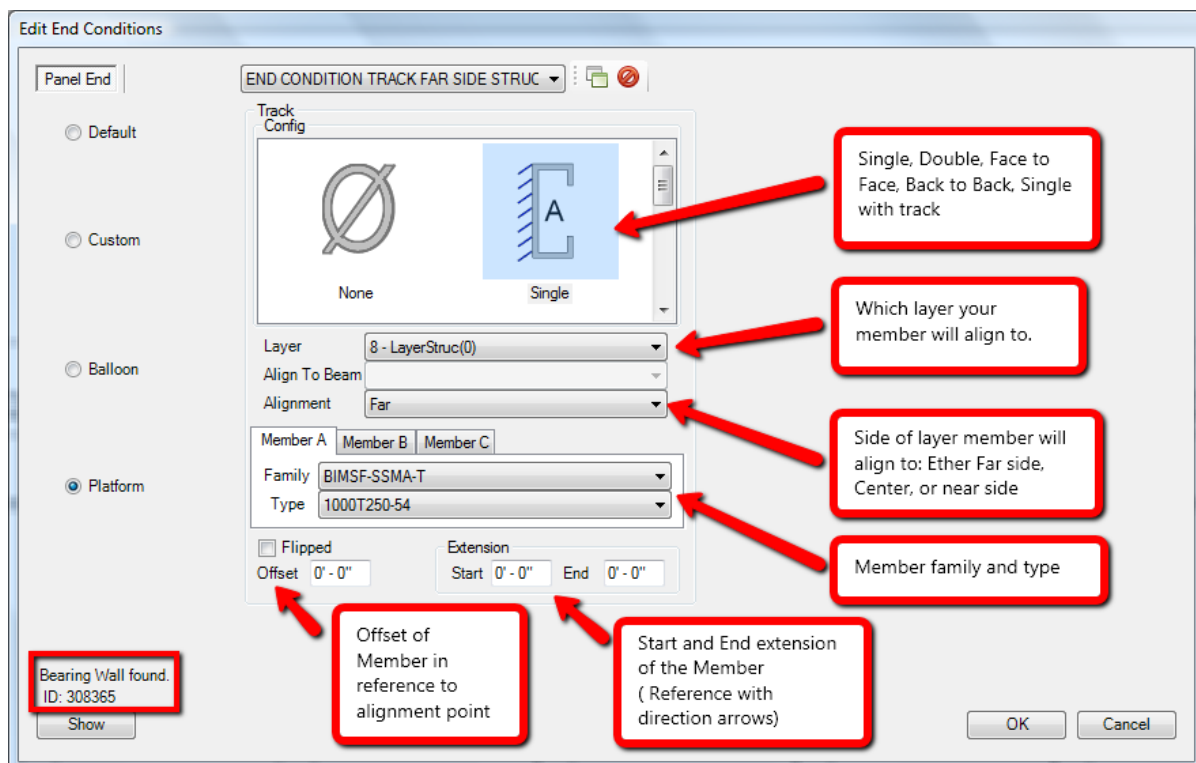 Edit End Conditions
Panel End
END CONDITION TRACK FAR SIDE STRUC
Default
Custom
Balloon
Platform
Track
Config
A
None
Single
Layer
8 - LayerStruc(0)
Align To Beam
Alignment
Far
Member A
Member B
Member C
Family
BIMSF-SSMA-T
Type
1000T250-54
Flipped
Offset
0' - 0"
Extension
Start
0' - 0"
End
0' - 0"
Single, Double, Face to
Face, Back to Back, Single
with track
Which layer your
member will align to.
Side of layer member will
align to: Ether Far side,
Center, or near side
Member family and type
Offset of
Member in
reference to
alignment point
Start and End extension
of the Member
( Reference with
direction arrows)
Bearing Wall found.
ID: 308365
Show
OK
Cancel